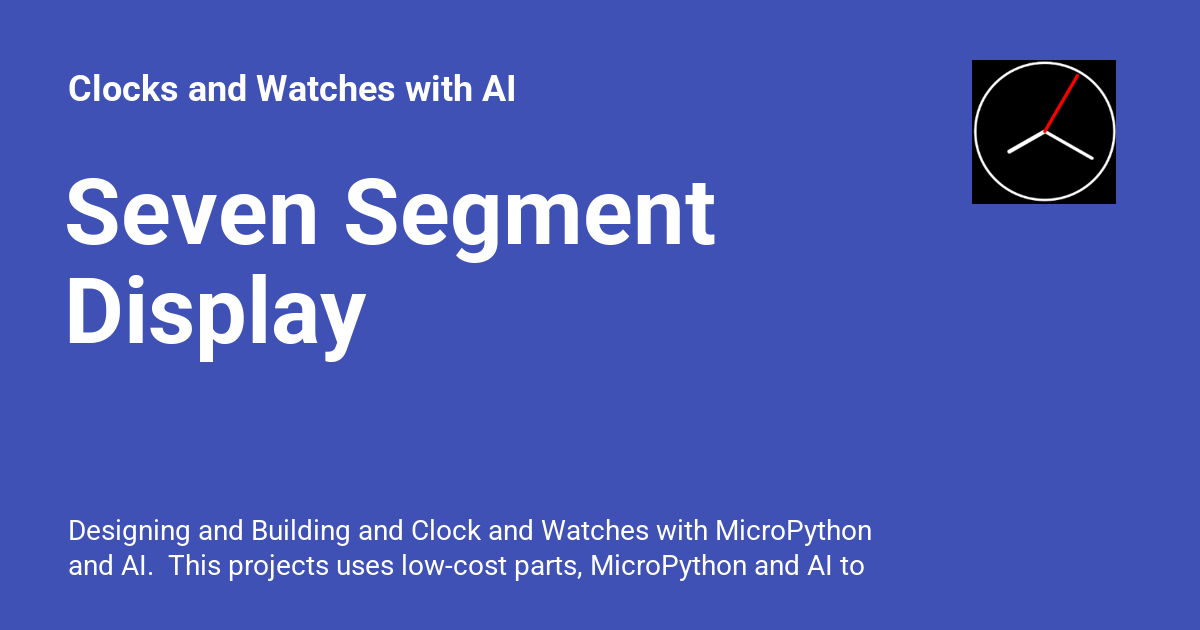 Clocks and Watches with AI
Seven Segment
Display
Designing and Building and Clock and Watches with MicroPython
and AI.  This projects uses low-cost parts, MicroPython and AI to